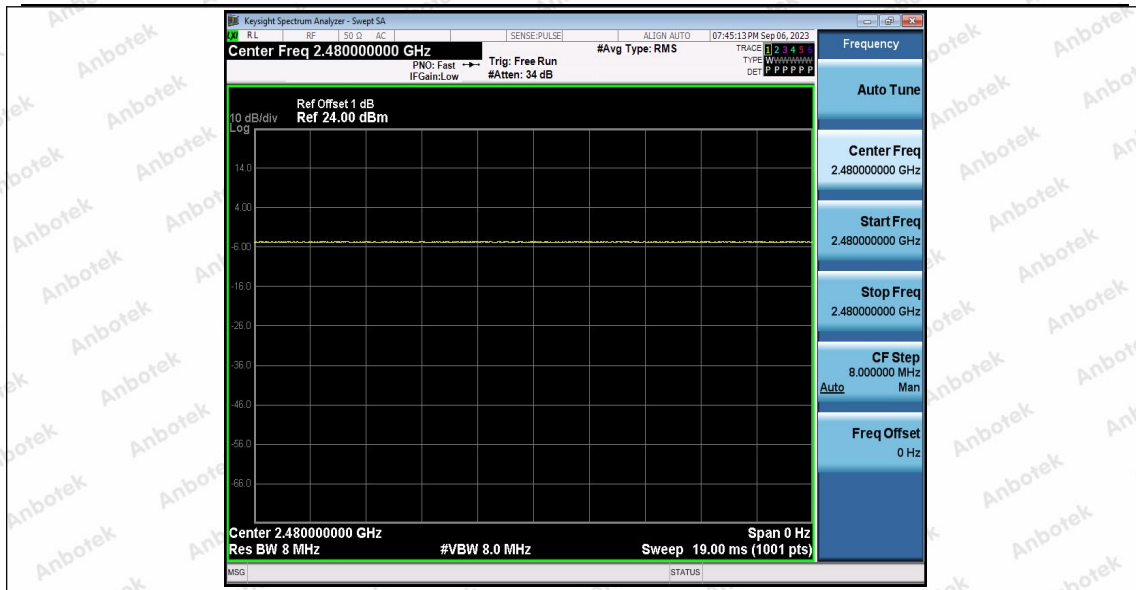 Keysight Spectrum Analyzer - Swept SA
LXI RL RF 50 Ω AC SENSE:PULSE ALIGN AUTO 07:45:13 PM Sep 06, 2023
Center Freq 2.480000000 GHz
#Avg Type: RMS
TRACE 1 2 3 4 5 6
PNO: Fast
Trig: Free Run
TYPE WWWWWW
IFGain:Low
#Atten: 34 dB
DET P P P P P P
Ref Offset 1 dB
10 dB/div Ref 24.00 dBm
Log
14.0
4.00
-6.00
-16.0
-26.0
-36.0
-46.0
-56.0
-66.0
Center 2.480000000 GHz Span 0 Hz
Res BW 8 MHz #VBW 8.0 MHz Sweep 19.00 ms (1001 pts)
MSG STATUS
Frequency
Auto Tune
Center Freq
2.480000000 GHz
Start Freq
2.480000000 GHz
Stop Freq
2.480000000 GHz
CF Step
8.000000 MHz
Auto Man
Freq Offset
0 Hz
Anbotek